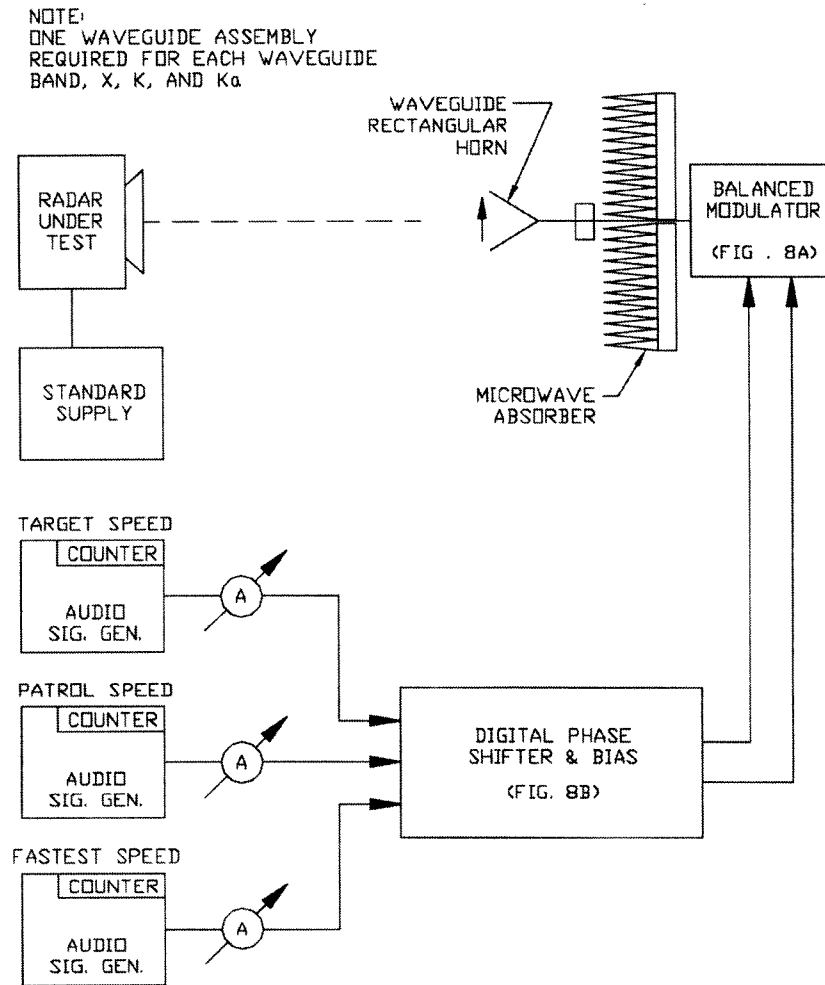 NOTE:
ONE WAVEGUIDE ASSEMBLY
REQUIRED FOR EACH WAVEGUIDE
BAND, X, K, AND Ka
WAVEGUIDE
RECTANGULAR
HORN
RADAR
UNDER
TEST
BALANCED
MODULATOR
(FIG . 8A)
STANDARD
SUPPLY
MICROWAVE
ABSORBER
TARGET SPEED
COUNTER
AUDIO
SIG. GEN.
A
PATROL SPEED
COUNTER
AUDIO
SIG. GEN.
A
DIGITAL PHASE
SHIFTER & BIAS
(FIG. 8B)
FASTEST SPEED
COUNTER
AUDIO
SIG. GEN.
A